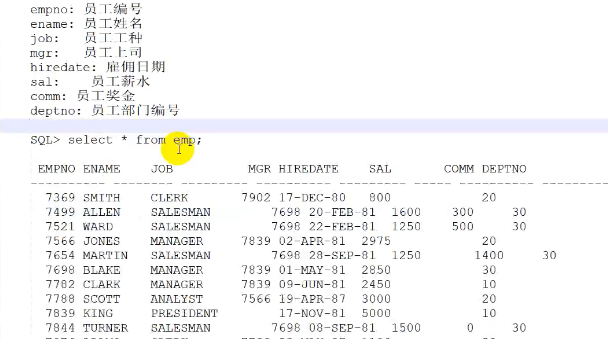 empno: 员工编号
ename: 员工姓名
job: 员工工种
mgr: 员工上司
hiredate: 雇佣日期
sal: 员工薪水
comm: 员工奖金
deptno: 员工部门编号
SQL> select * from emp;
EMPNO ENAME JOB MGR HIREDATE SAL COMM DEPTNO
7369 SMITH CLERK 7902 17-DEC-80 800 20
7499 ALLEN SALESMAN 7698 20-FEB-81 1600 300 30
7521 WARD SALESMAN 7698 22-FEB-81 1250 500 30
7566 JONES MANAGER 7839 02-APR-81 2975 20
7654 MARTIN SALESMAN 7698 28-SEP-81 1250 1400 30
7698 BLAKE MANAGER 7839 01-MAY-81 2850 30
7782 CLARK MANAGER 7839 09-JUN-81 2450 10
7788 SCOTT ANALYST 7566 19-APR-87 3000 20
7839 KING PRESIDENT 17-NOV-81 5000 10
7844 TURNER SALESMAN 7698 08-SEP-81 1500 0 30